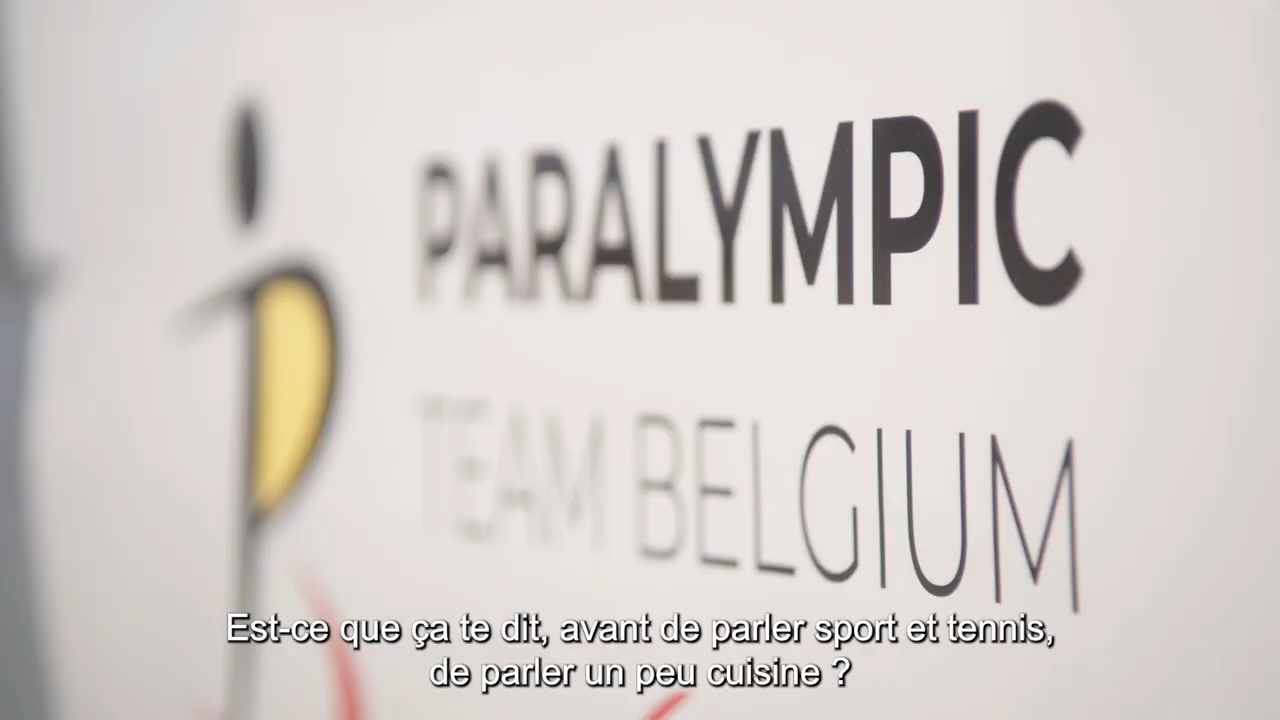 PARALYMPIC
TEAM BELGIUM
Est-ce que ça te dit, avant de parler sport et tennis,
de parler un peu cuisine ?